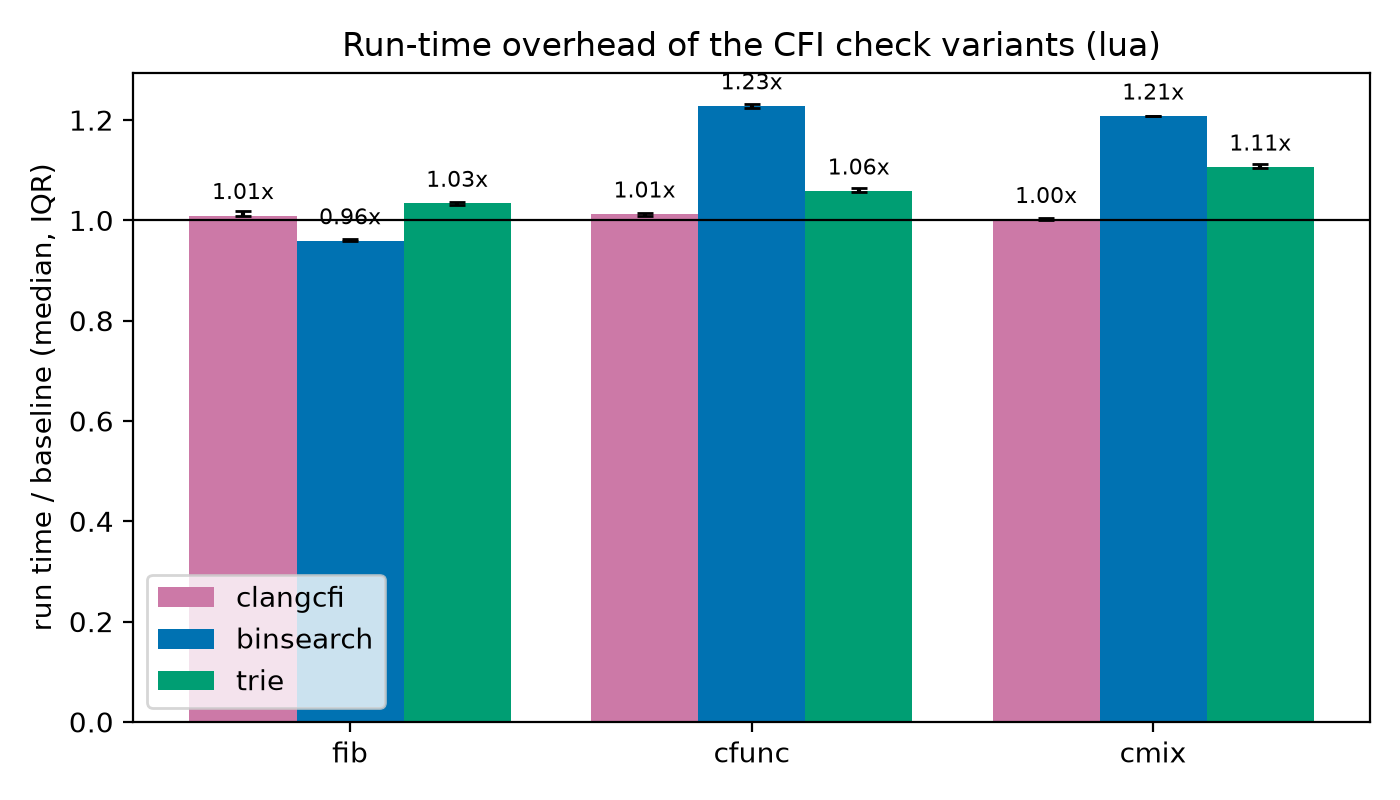 Run-time overhead of the CFI check variants (lua)
run time / baseline (median, IQR)
1.2
1.0
0.8
0.6
0.4
0.2
0.0
1.01x
0.96x
1.03x
1.01x
1.23x
1.06x
1.00x
1.21x
1.11x
clangcfi
binsearch
trie
fib
cfunc
cmix